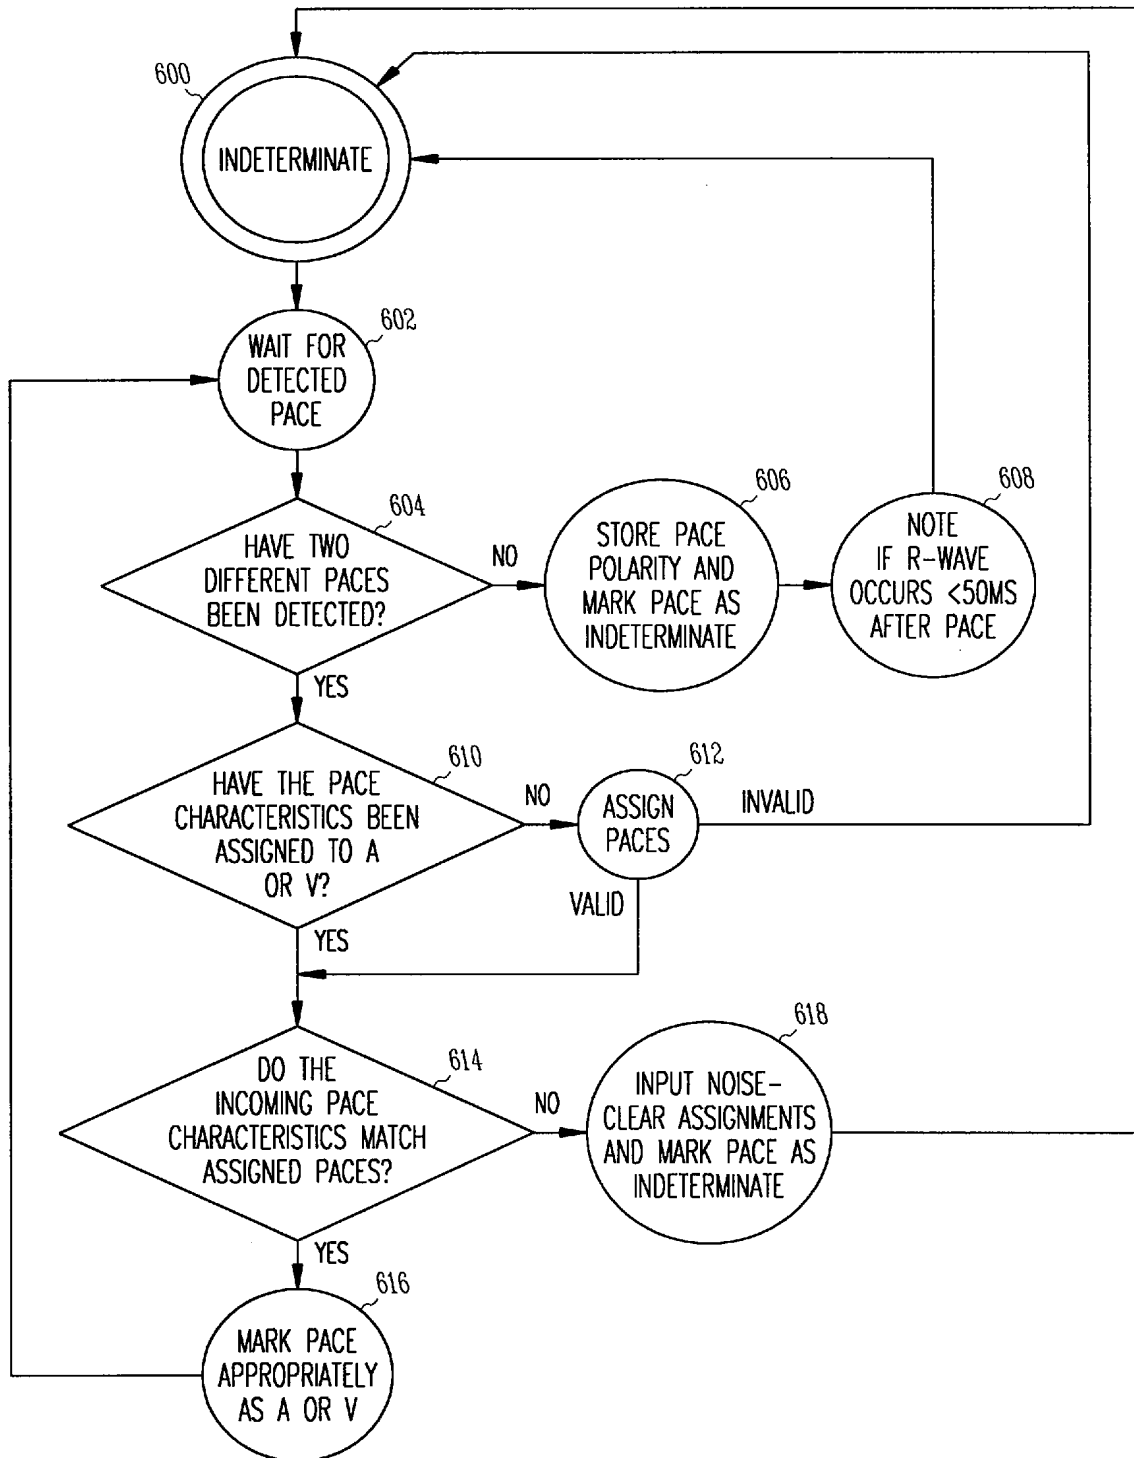 600
INDETERMINATE
602
WAIT FOR
DETECTED
PACE
604
HAVE TWO
DIFFERENT PACES
BEEN DETECTED?
NO
606
STORE PACE
POLARITY AND
MARK PACE AS
INDETERMINATE
608
NOTE
IF R-WAVE
OCCURS <50MS
AFTER PACE
YES
610
HAVE THE PACE
CHARACTERISTICS BEEN
ASSIGNED TO A
OR V?
NO
612
ASSIGN
PACES
INVALID
VALID
YES
614
DO THE
INCOMING PACE
CHARACTERISTICS MATCH
ASSIGNED PACES?
NO
618
INPUT NOISE-
CLEAR ASSIGNMENTS
AND MARK PACE AS
INDETERMINATE
YES
616
MARK PACE
APPROPRIATELY
AS A OR V